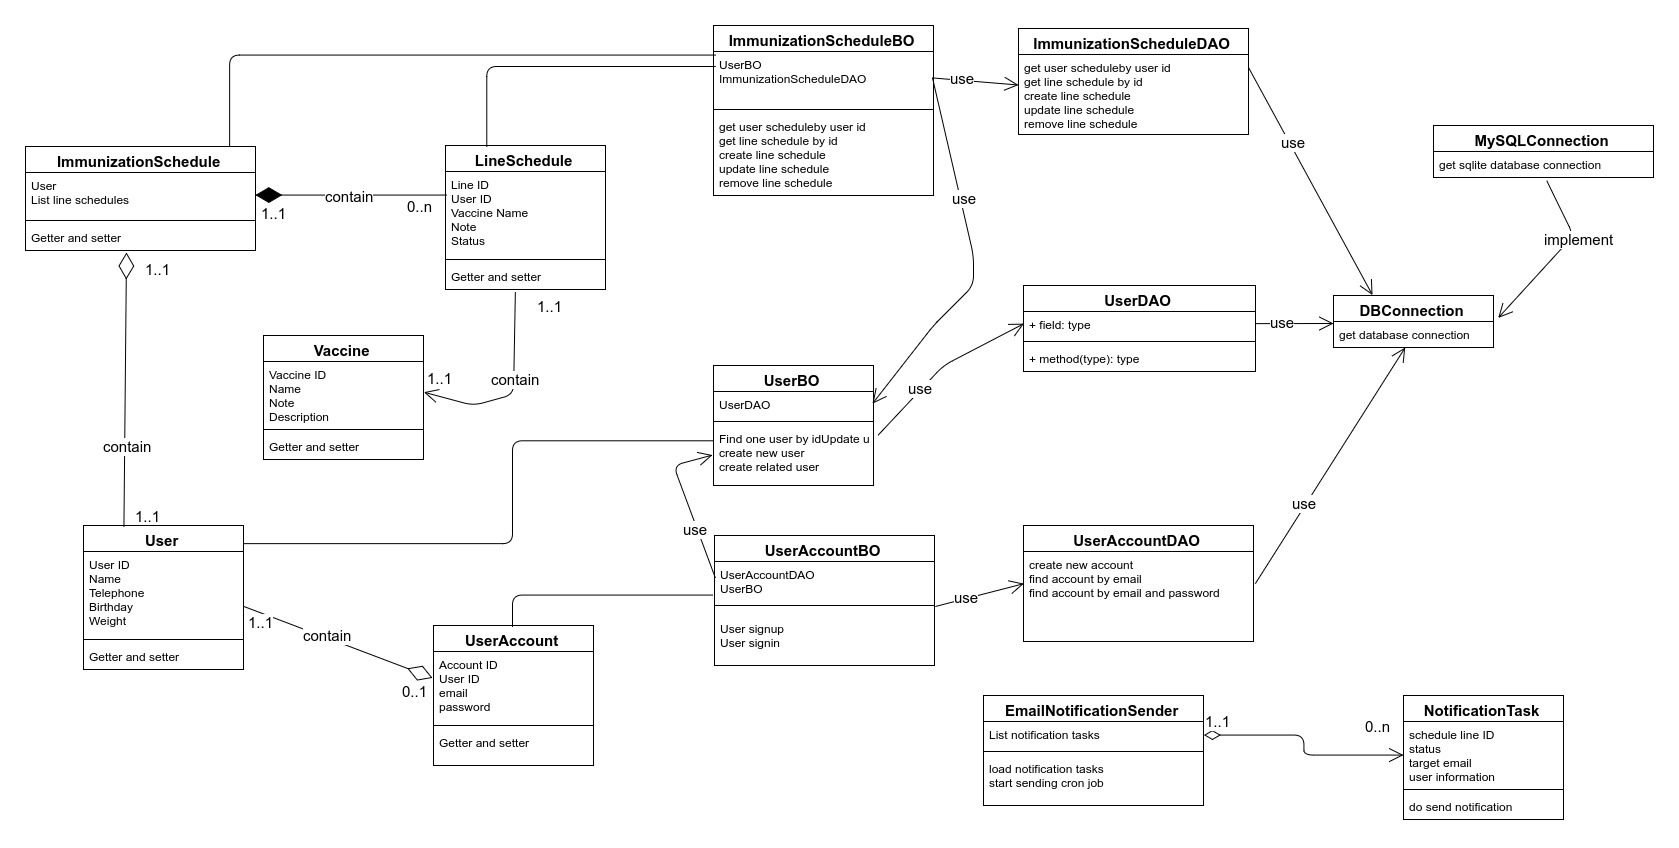 ImmunizationScheduleBO
UserBO
ImmunizationScheduleDAO
get user scheduleby user id
get line schedule by id
create line schedule
update line schedule
remove line schedule
use
ImmunizationScheduleDAO
get user scheduleby user id
get line schedule by id
create line schedule
update line schedule
remove line schedule
use
MySQLConnection
get sqlite database connection
implement
ImmunizationSchedule
User
List line schedules
Getter and setter
1..1
contain
0..n
LineSchedule
Line ID
User ID
Vaccine Name
Note
Status
Getter and setter
use
1..1
1..1
contain
1..1
Vaccine
Vaccine ID
Name
Note
Description
Getter and setter
UserDAO
+ field: type
+ method(type): type
use
DBConnection
get database connection
UserBO
UserDAO
Find one user by idUpdate u
create new user
create related user
use
contain
1..1
User
User ID
Name
Telephone
Birthday
Weight
Getter and setter
use
UserAccountBO
UserAccountDAO
UserBO
User signup
User signin
use
UserAccountDAO
create new account
find account by email
find account by email and password
use
1..1
contain
0..1
UserAccount
Account ID
User ID
email
password
Getter and setter
EmailNotificationSender
List notification tasks
load notification tasks
start sending cron job
1..1
0..n
NotificationTask
schedule line ID
status
target email
user information
do send notification